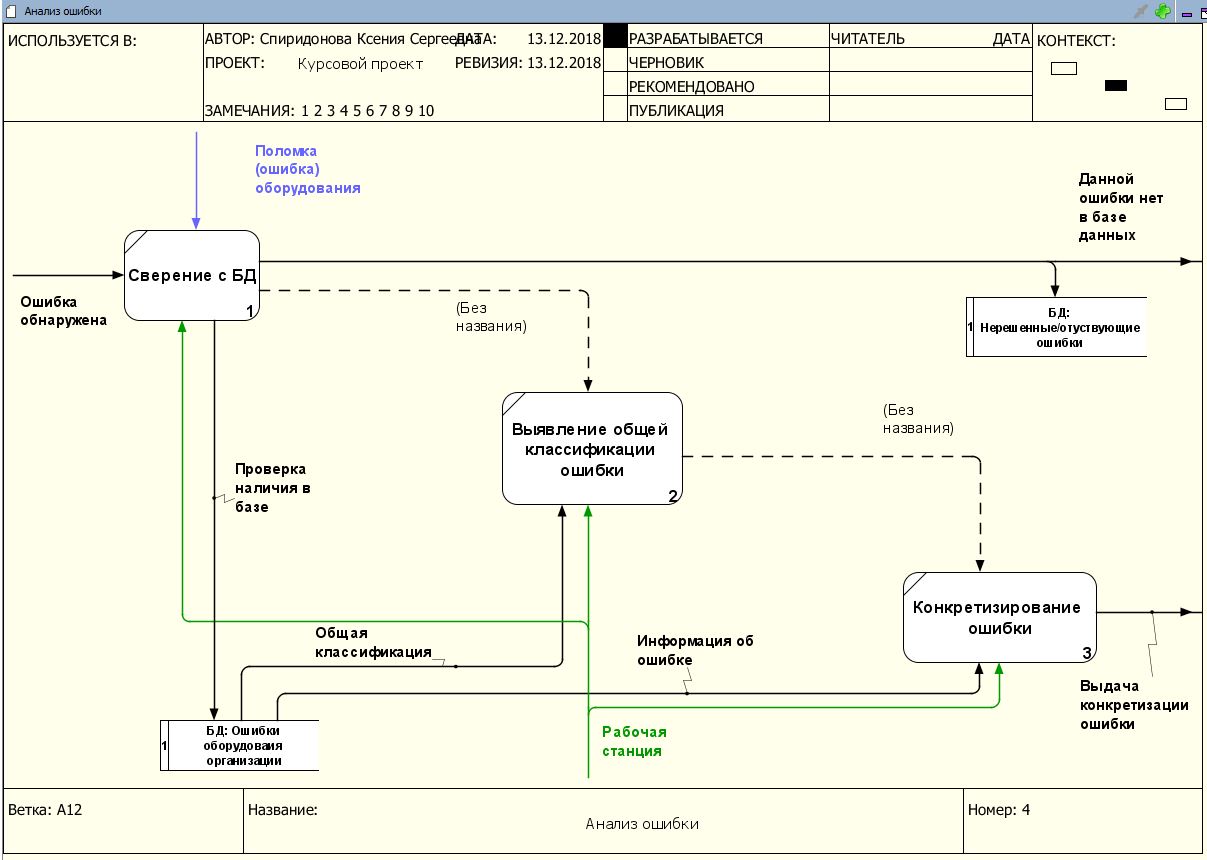 Анализ ошибки
ИСПОЛЬЗУЕТСЯ В:
АВТОР: Спиридонова Ксения Сергеевна
ДАТА: 13.12.2018
ПРОЕКТ: Курсовой проект
РЕВИЗИЯ: 13.12.2018
ЗАМЕЧАНИЯ: 1 2 3 4 5 6 7 8 9 10
РАЗРАБАТЫВАЕТСЯ
ЧЕРНОВИК
РЕКОМЕНДОВАНО
ПУБЛИКАЦИЯ
ЧИТАТЕЛЬ
ДАТА
КОНТЕКСТ:
Поломка
(ошибка)
оборудования
Данной
ошибки нет
в базе
данных
Сверение с БД
1
Ошибка
обнаружена
(Без
названия)
1
БД:
Нерешенные/отуствующие
ошибки
Выявление общей
классификации
ошибки
2
(Без
названия)
Проверка
наличия в
базе
Конкретизирование
ошибки
3
Общая
классификация
Информация об
ошибке
Выдача
конкретизации
ошибки
1
БД: Ошибки
оборудоваия
организации
Рабочая
станция
Ветка: A12
Название:
Анализ ошибки
Номер: 4